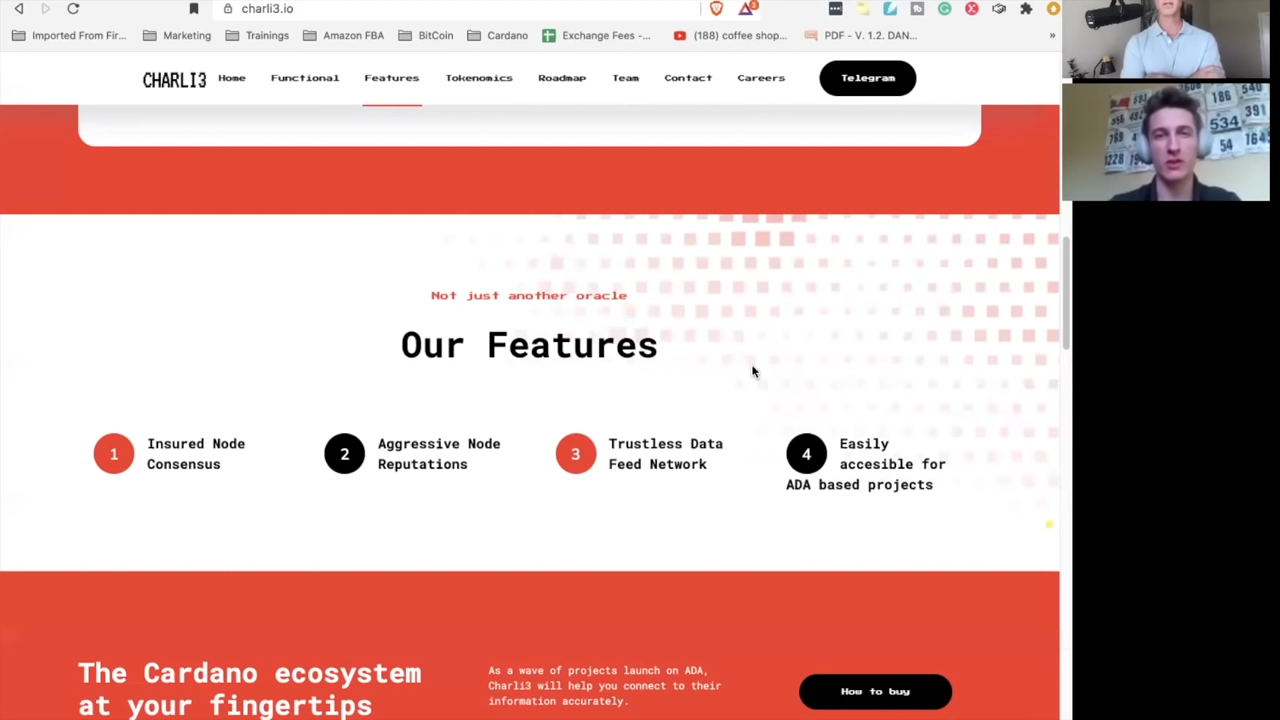 charli3.io
Imported From Fir... Marketing Trainings Amazon FBA BitCoin Cardano Exchange Fees -... (188) coffee shop... PDF - V. 1.2. DAN... »
CHARLI3 Home Functional Features Tokenomics Roadmap Team Contact Careers Telegram
Not just another oracle
Our Features
1 Insured Node
Consensus
2 Aggressive Node
Reputations
3 Trustless Data
Feed Network
4 Easily
accesible for
ADA based projects
The Cardano ecosystem
at your fingertips
As a wave of projects launch on ADA,
Charli3 will help you connect to their
information accurately.
How to buy
186
391
534
54